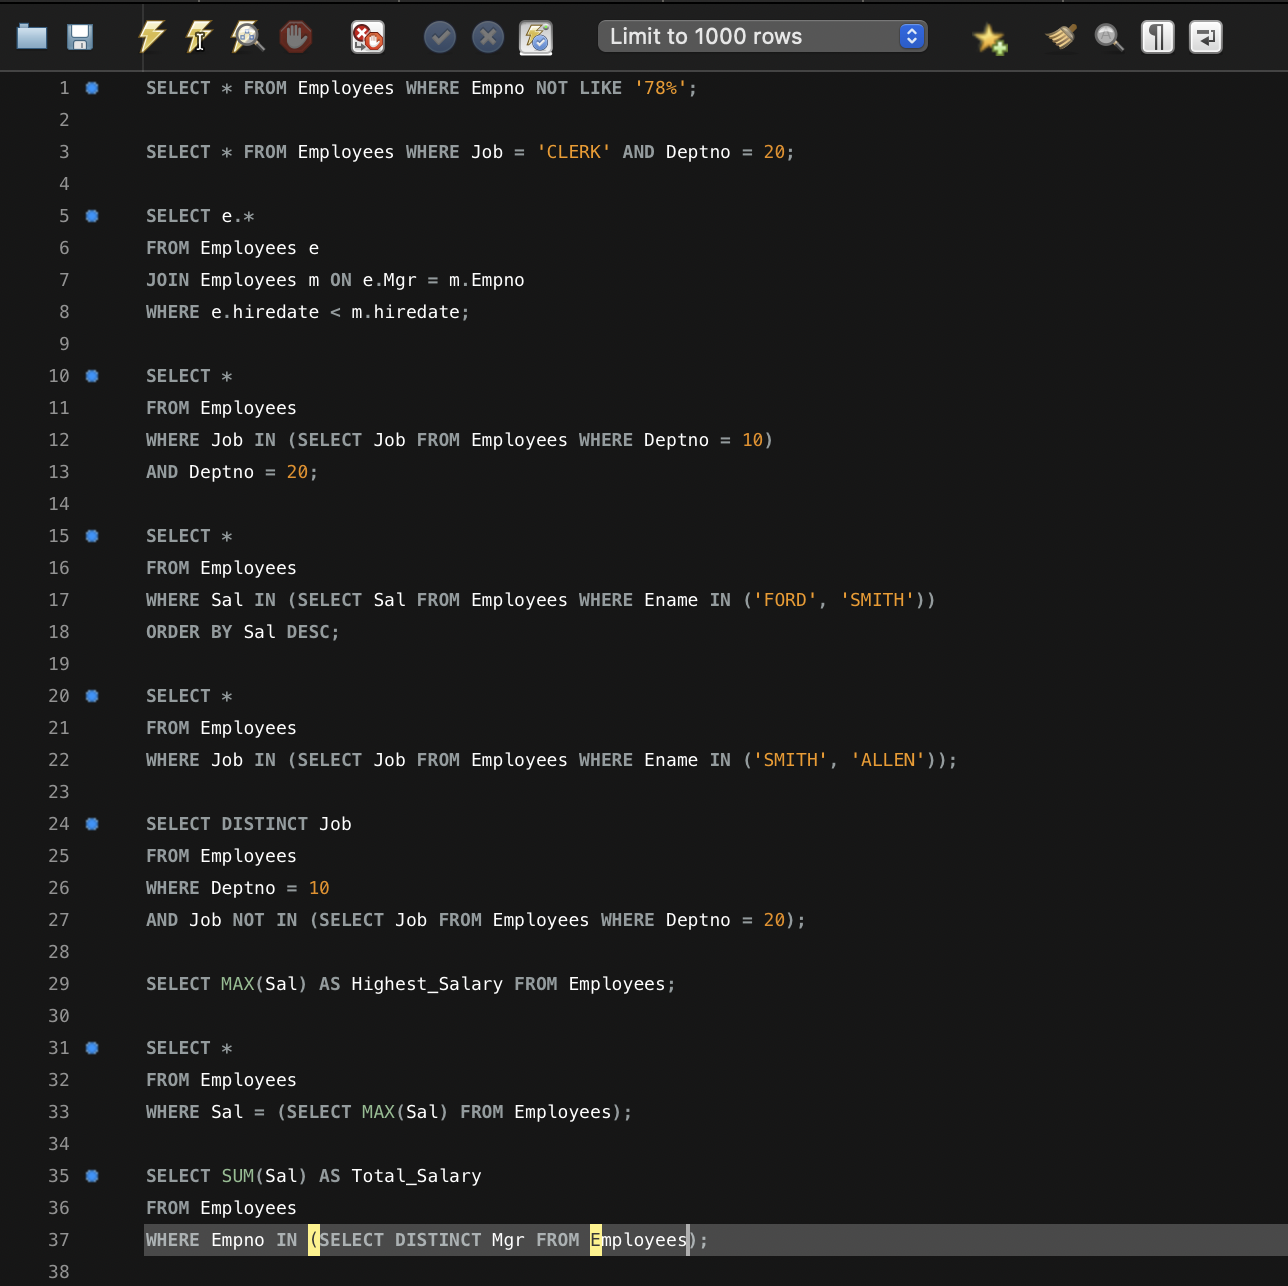 Limit to 1000 rows
1 SELECT * FROM Employees WHERE Empno NOT LIKE '78%';
2
3 SELECT * FROM Employees WHERE Job = 'CLERK' AND Deptno = 20;
4
5 SELECT e.*
6 FROM Employees e
7 JOIN Employees m ON e.Mgr = m.Empno
8 WHERE e.hiredate < m.hiredate;
9
10 SELECT *
11 FROM Employees
12 WHERE Job IN (SELECT Job FROM Employees WHERE Deptno = 10)
13 AND Deptno = 20;
14
15 SELECT *
16 FROM Employees
17 WHERE Sal IN (SELECT Sal FROM Employees WHERE Ename IN ('FORD', 'SMITH'))
18 ORDER BY Sal DESC;
19
20 SELECT *
21 FROM Employees
22 WHERE Job IN (SELECT Job FROM Employees WHERE Ename IN ('SMITH', 'ALLEN'));
23
24 SELECT DISTINCT Job
25 FROM Employees
26 WHERE Deptno = 10
27 AND Job NOT IN (SELECT Job FROM Employees WHERE Deptno = 20);
28
29 SELECT MAX(Sal) AS Highest_Salary FROM Employees;
30
31 SELECT *
32 FROM Employees
33 WHERE Sal = (SELECT MAX(Sal) FROM Employees);
34
35 SELECT SUM(Sal) AS Total_Salary
36 FROM Employees
37 WHERE Empno IN (SELECT DISTINCT Mgr FROM Employees);
38